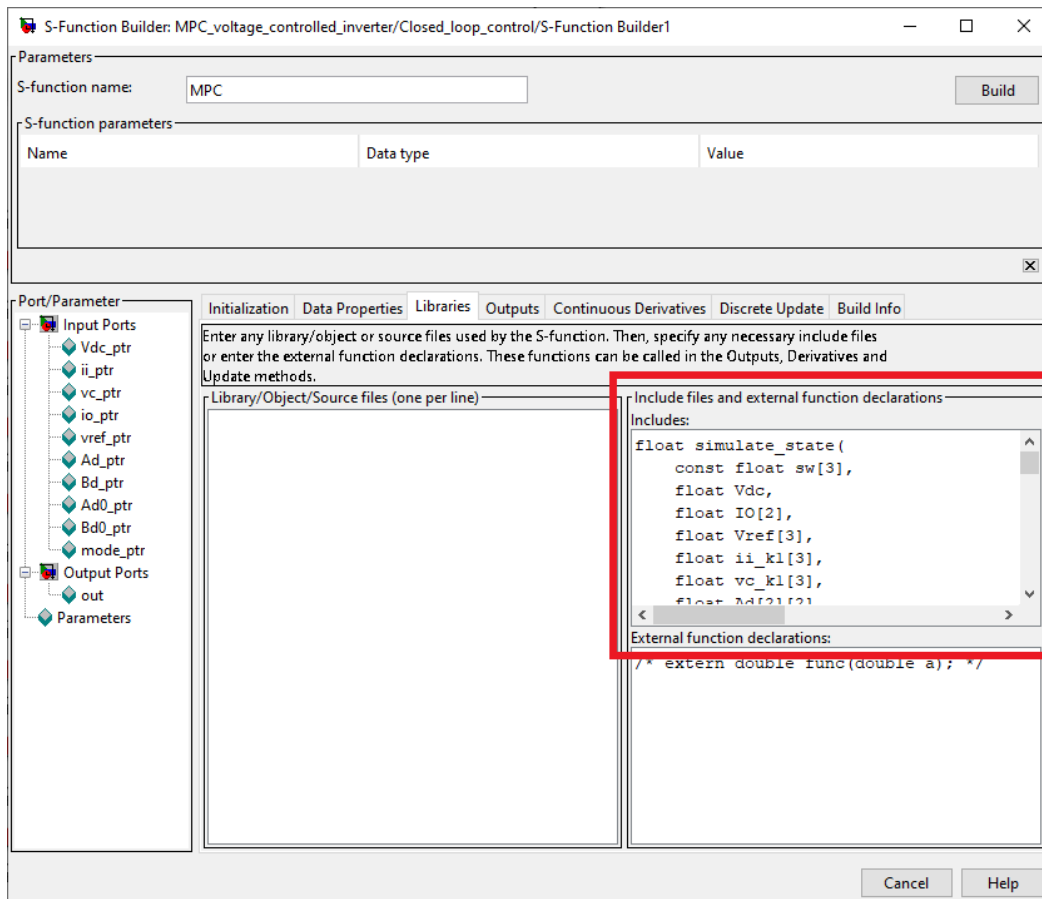 S-Function Builder: MPC_voltage_controlled_inverter/Closed_loop_control/S-Function Builder1
Parameters
S-function name: MPC Build
S-function parameters
Name Data type Value
Port/Parameter
Input Ports
Vdc_ptr
ii_ptr
vc_ptr
io_ptr
vref_ptr
Ad_ptr
Bd_ptr
Ad0_ptr
Bd0_ptr
mode_ptr
Output Ports
out
Parameters
Initialization Data Properties Libraries Outputs Continuous Derivatives Discrete Update Build Info
Enter any library/object or source files used by the S-function. Then, specify any necessary include files
or enter the external function declarations. These functions can be called in the Outputs, Derivatives and
Update methods.
Library/Object/Source files (one per line)
Include files and external function declarations
Includes:
float simulate_state(
const float sw[3],
float Vdc,
float IO[2],
float Vref[3],
float ii_k1[3],
float vc_k1[3],
float Ad[2][2]
External function declarations:
/* extern double func(double a); */
Cancel Help